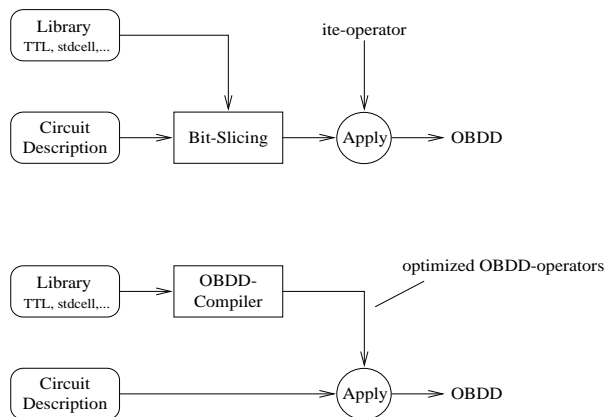 Library
TTL, stdcell,...
ite-operator
Circuit
Description
Bit-Slicing
Apply
OBDD
Library
TTL, stdcell,...
OBDD-
Compiler
optimized OBDD-operators
Circuit
Description
Apply
OBDD